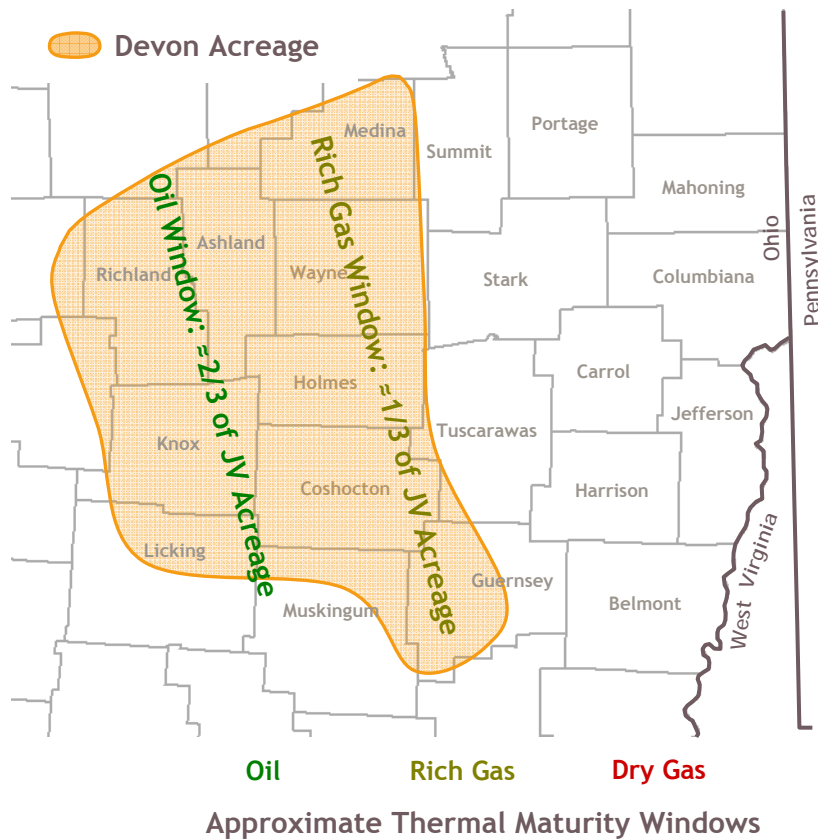 Devon Acreage
Medina
Summit
Portage
Mahoning
Ohio
Pennsylvania
Oil Window: ≈2/3 of JV Acreage
Rich Gas Window: ≈1/3 of JV Acreage
Richland
Ashland
Wayne
Stark
Columbiana
Holmes
Carrol
Jefferson
Knox
Tuscarawas
Coshocton
Harrison
Licking
Muskingum
Guernsey
Belmont
West Virginia
Oil
Rich Gas
Dry Gas
Approximate Thermal Maturity Windows